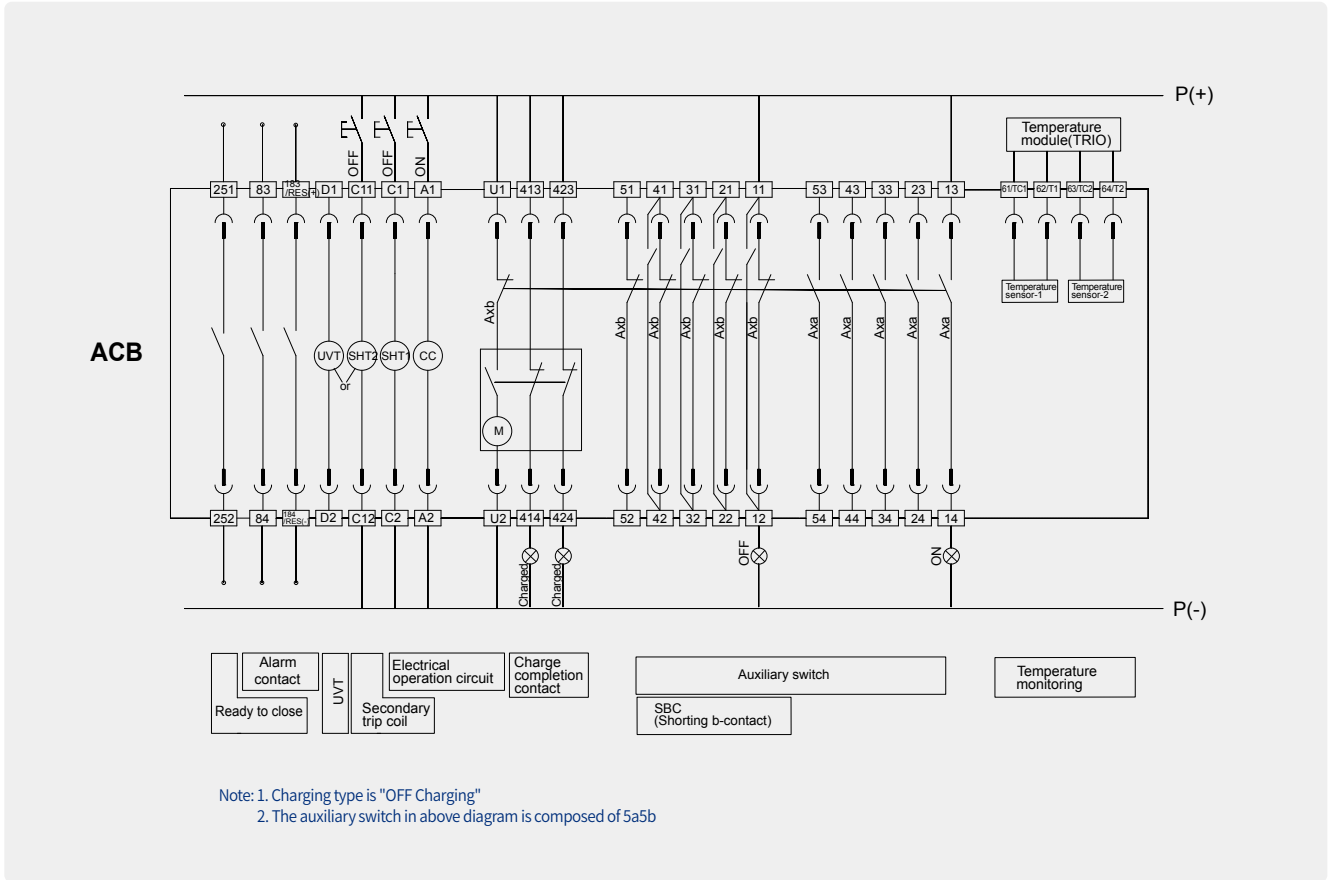 P(+)
Temperature
module(TRIO)
OFF
OFF
ON
251
83
183
/RES(+)
D1
C11
C1
A1
U1
413
423
51
41
31
21
11
53
43
33
23
13
61/TC1
62/T1
63/TC2
64/T2
Temperature
sensor-1
Temperature
sensor-2
Axb
Axb
Axb
Axb
Axb
Axb
Axa
Axa
Axa
Axa
Axa
ACB
UVT
SHT2
SHT1
CC
or
M
252
84
184
/RES(-)
D2
C12
C2
A2
U2
414
424
52
42
32
22
12
54
44
34
24
14
Charged
Charged
OFF
ON
P(-)
Alarm
contact
Ready to close
UVT
Electrical
operation circuit
Secondary
trip coil
Charge
completion
contact
Auxiliary switch
SBC
(Shorting b-contact)
Temperature
monitoring
Note: 1. Charging type is "OFF Charging"
2. The auxiliary switch in above diagram is composed of 5a5b